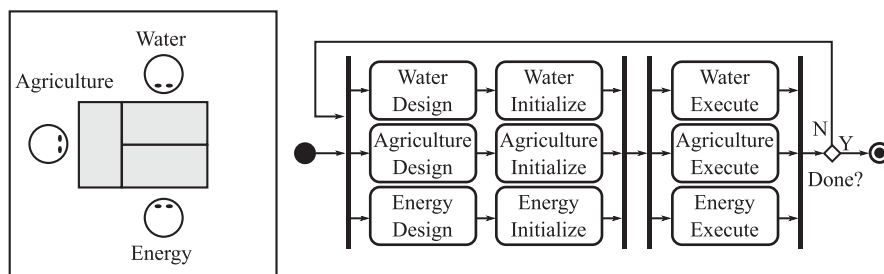 Water
Agriculture
Energy
Water
Design
Water
Initialize
Water
Execute
Agriculture
Design
Agriculture
Initialize
Agriculture
Execute
Energy
Design
Energy
Initialize
Energy
Execute
N
Y
Done?